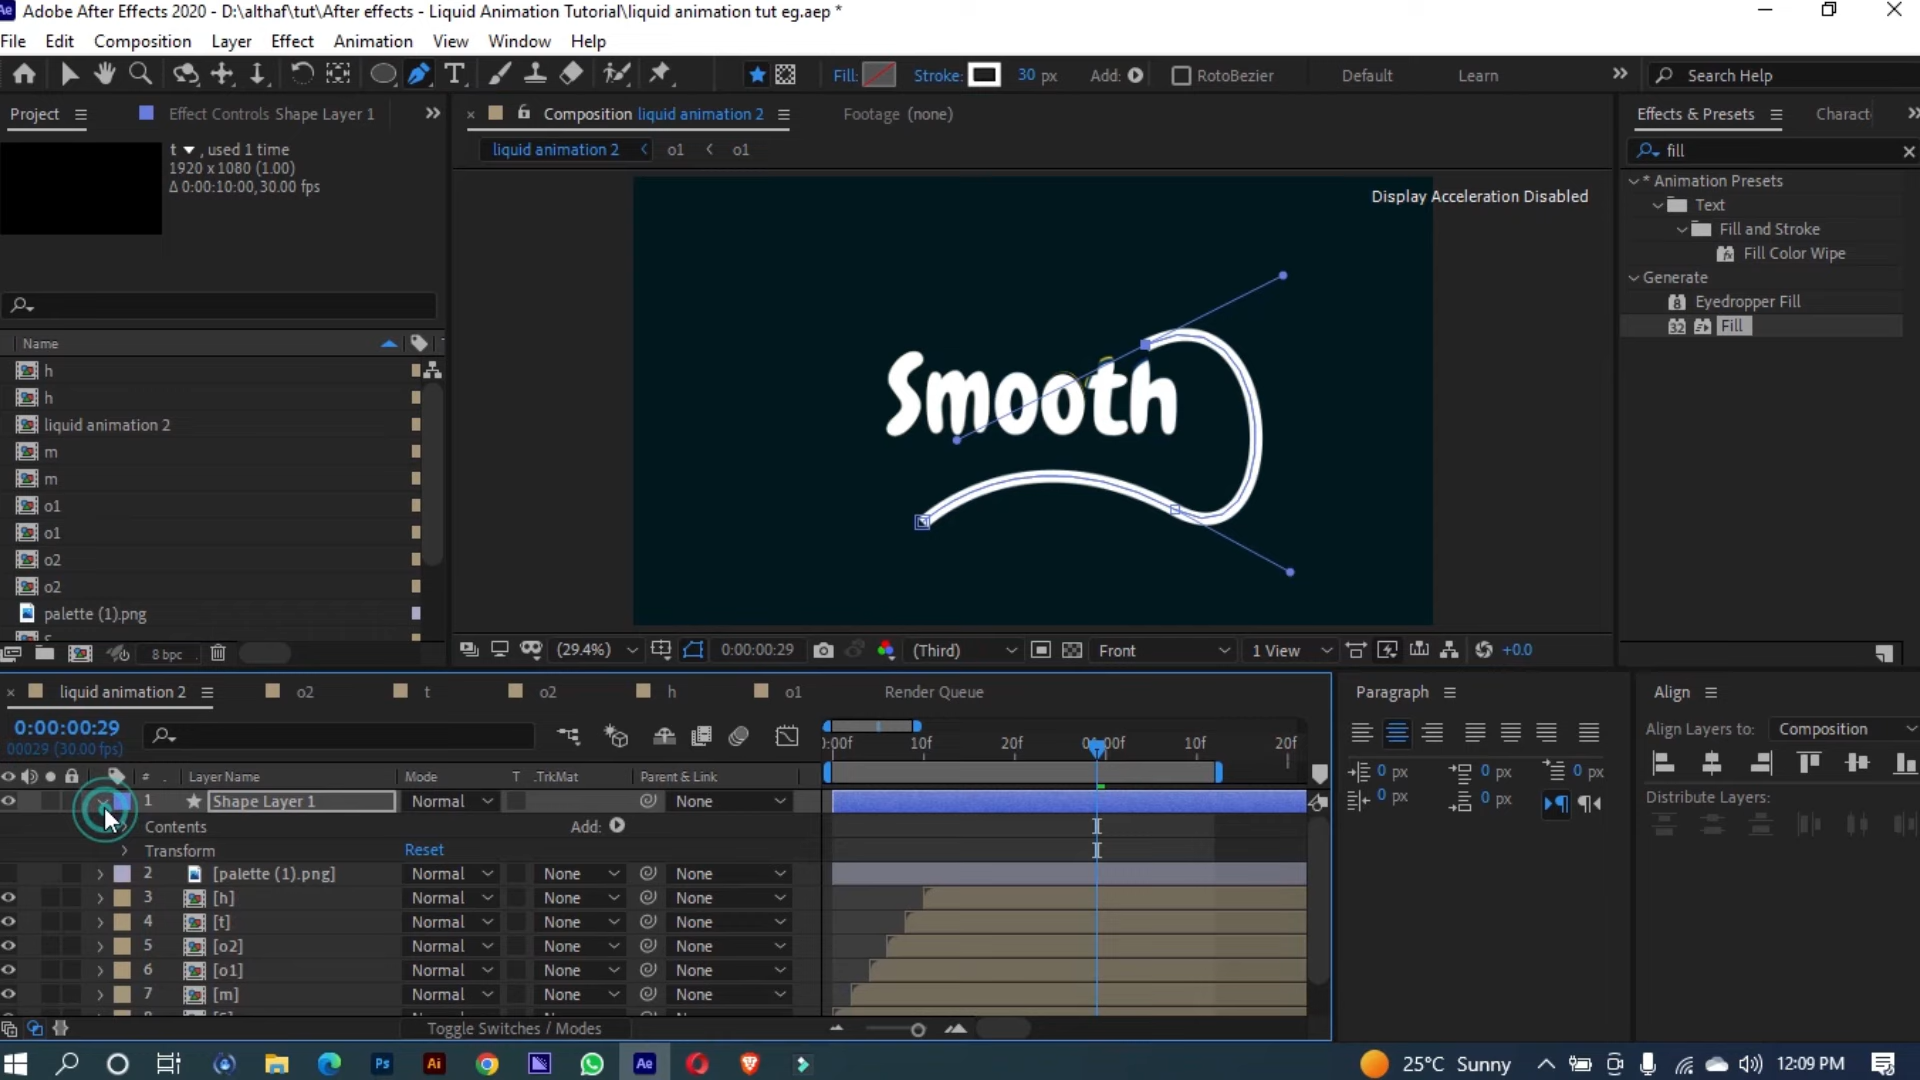 Adobe After Effects 2020 - D:\althaf\tut\After effects - Liquid Animation Tutorial\liquid animation tut eg.aep *
File Edit Composition Layer Effect Animation View Window Help
Fill: Stroke: 30 px Add: RotoBezier Default Learn Search Help
Project Effect Controls Shape Layer 1 Composition liquid animation 2 Footage (none) Effects & Presets Charact
t , used 1 time
1920 x 1080 (1.00)
Δ 0:00:10:00, 30.00 fps
liquid animation 2 o1 o1
fill
Display Acceleration Disabled
* Animation Presets
Text
Fill and Stroke
Fill Color Wipe
Generate
Eyedropper Fill
Fill
Smooth
Name
h
h
liquid animation 2
m
m
o1
o1
o2
o2
palette (1).png
8 bpc
(29.4%) 0:00:00:29 (Third) Front 1 View +0.0
liquid animation 2 o2 t o2 h o1 Render Queue
Paragraph
Align
0:00:00:29
00029 (30.00 fps)
Align Layers to: Composition
0:00f 10f 20f 01:00f 10f 20f
# Layer Name Mode T .TrkMat Parent & Link
0 px 0 px 0 px
0 px 0 px
Distribute Layers:
1 Shape Layer 1 Normal None
Contents Add:
Transform Reset
2 [palette (1).png] Normal None None
3 [h] Normal None None
4 [t] Normal None None
5 [o2] Normal None None
6 [o1] Normal None None
7 [m] Normal None None
Toggle Switches / Modes
25°C Sunny 12:09 PM